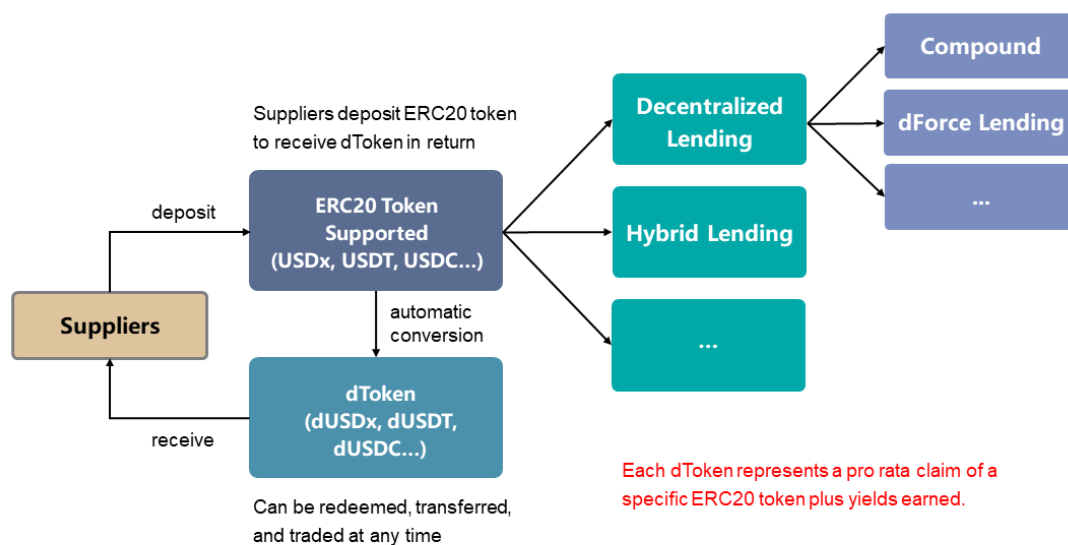 Suppliers deposit ERC20 token
to receive dToken in return
deposit
ERC20 Token
Supported
(USDx, USDT, USDC...)
Suppliers
automatic
conversion
dToken
(dUSDx, dUSDT,
dUSDC...)
receive
Can be redeemed, transferred,
and traded at any time
Decentralized
Lending
Hybrid Lending
...
Compound
dForce Lending
...
Each dToken represents a pro rata claim of a
specific ERC20 token plus yields earned.